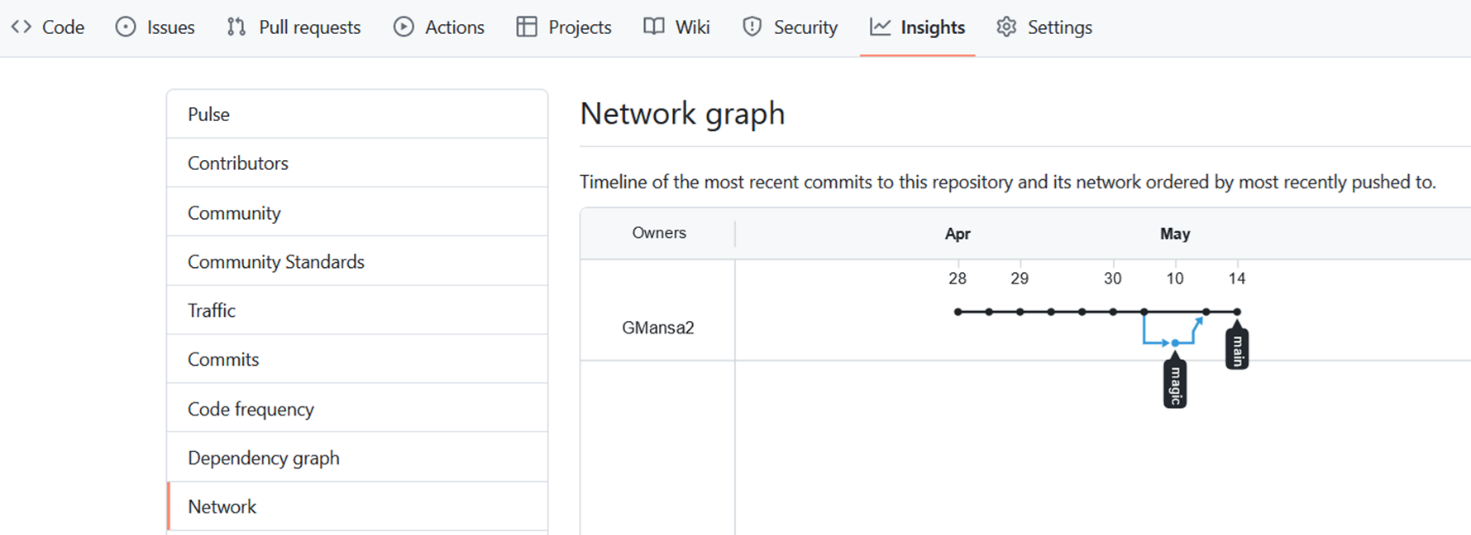 Code Issues Pull requests Actions Projects Wiki Security Insights Settings
Pulse
Contributors
Community
Community Standards
Traffic
Commits
Code frequency
Dependency graph
Network
Network graph
Timeline of the most recent commits to this repository and its network ordered by most recently pushed to.
Owners Apr May
28 29 30 10 14
GMansa2
main
magic